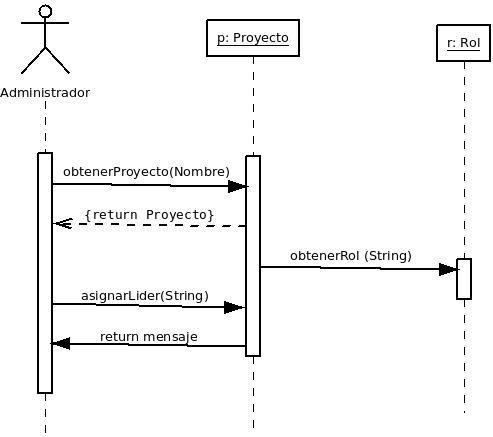 p: Proyecto
r: Rol
Administrador
obtenerProyecto(Nombre)
{return Proyecto}
obtenerRol (String)
asignarLider(String)
return mensaje